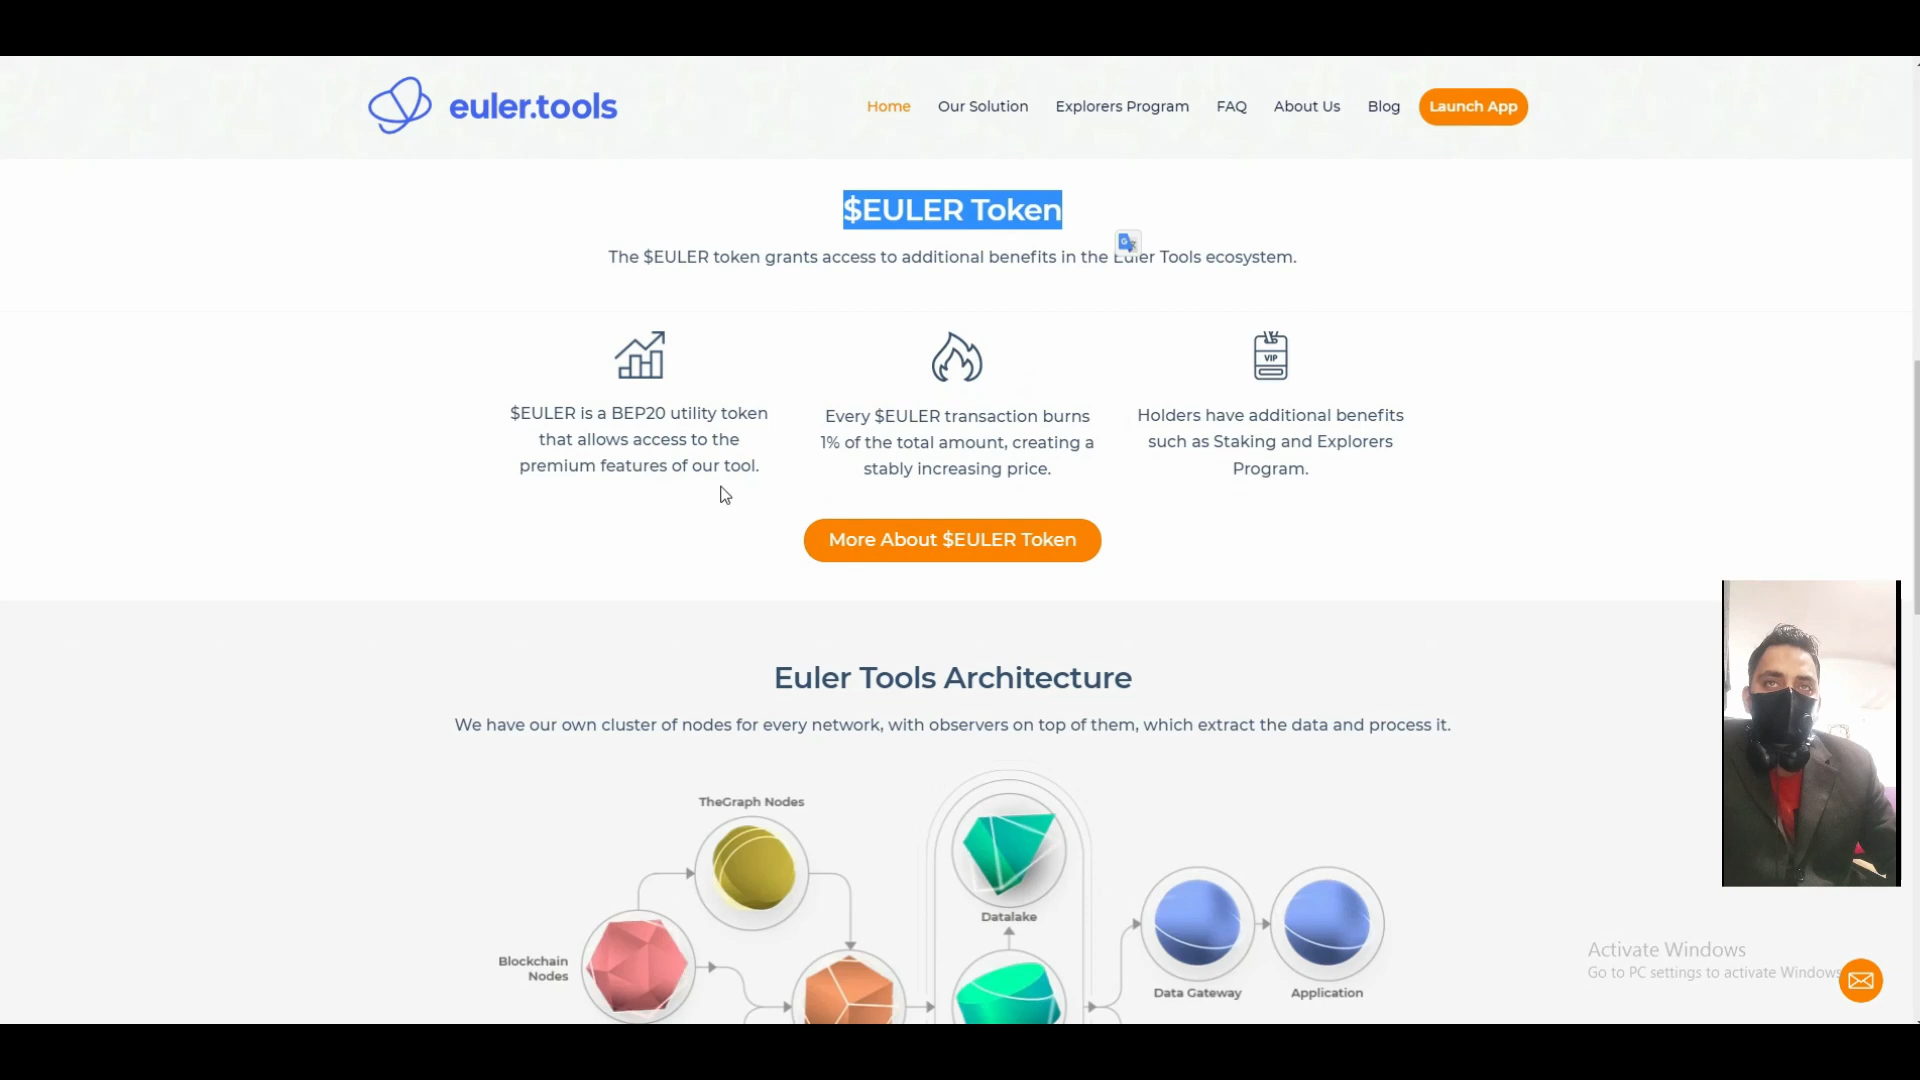 euler.tools
Home Our Solution Explorers Program FAQ About Us Blog Launch App
$EULER Token
The $EULER token grants access to additional benefits in the Euler Tools ecosystem.
VIP
$EULER is a BEP20 utility token
that allows access to the
premium features of our tool.
Every $EULER transaction burns
1% of the total amount, creating a
stably increasing price.
Holders have additional benefits
such as Staking and Explorers
Program.
More About $EULER Token
Euler Tools Architecture
We have our own cluster of nodes for every network, with observers on top of them, which extract the data and process it.
TheGraph Nodes
Datalake
Blockchain
Nodes
Data Gateway
Application
Activate Windows
Go to PC settings to activate Windows